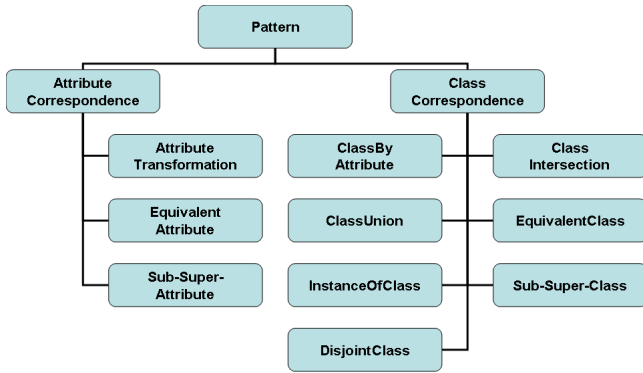 Pattern
Attribute
Correspondence
Class
Correspondence
Attribute
Transformation
ClassBy
Attribute
Class
Intersection
Equivalent
Attribute
ClassUnion
EquivalentClass
Sub-Super-
Attribute
InstanceOfClass
Sub-Super-Class
DisjointClass